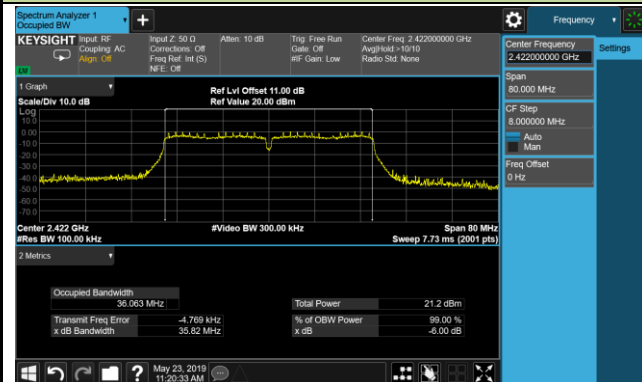 Spectrum Analyzer 1
Occupied BW
Frequency
KEYSIGHT
Input: RF
Coupling: AC
Align: Off
Input Z: 50 Ω
Corrections: Off
Freq Ref: Int (S)
NFE: Off
Atten: 10 dB
Trig: Free Run
Gate: Off
#IF Gain: Low
Center Freq: 2.422000000 GHz
Avg|Hold:>10/10
Radio Std: None
Center Frequency
2.422000000 GHz
Settings
Span
80.000 MHz
CF Step
8.000000 MHz
Auto
Man
Freq Offset
0 Hz
1 Graph
Scale/Div 10.0 dB
Ref Lvl Offset 11.00 dB
Ref Value 20.00 dBm
Log
10.0
0.00
-10.0
-20.0
-30.0
-40.0
-50.0
-60.0
-70.0
Center 2.422 GHz
#Res BW 100.00 kHz
#Video BW 300.00 kHz
Span 80 MHz
Sweep 7.73 ms (2001 pts)
2 Metrics
Occupied Bandwidth
36.063 MHz
Total Power 21.2 dBm
Transmit Freq Error -4.769 kHz
% of OBW Power 99.00 %
x dB Bandwidth 35.82 MHz
x dB -6.00 dB
?
May 23, 2019
11:20:33 AM